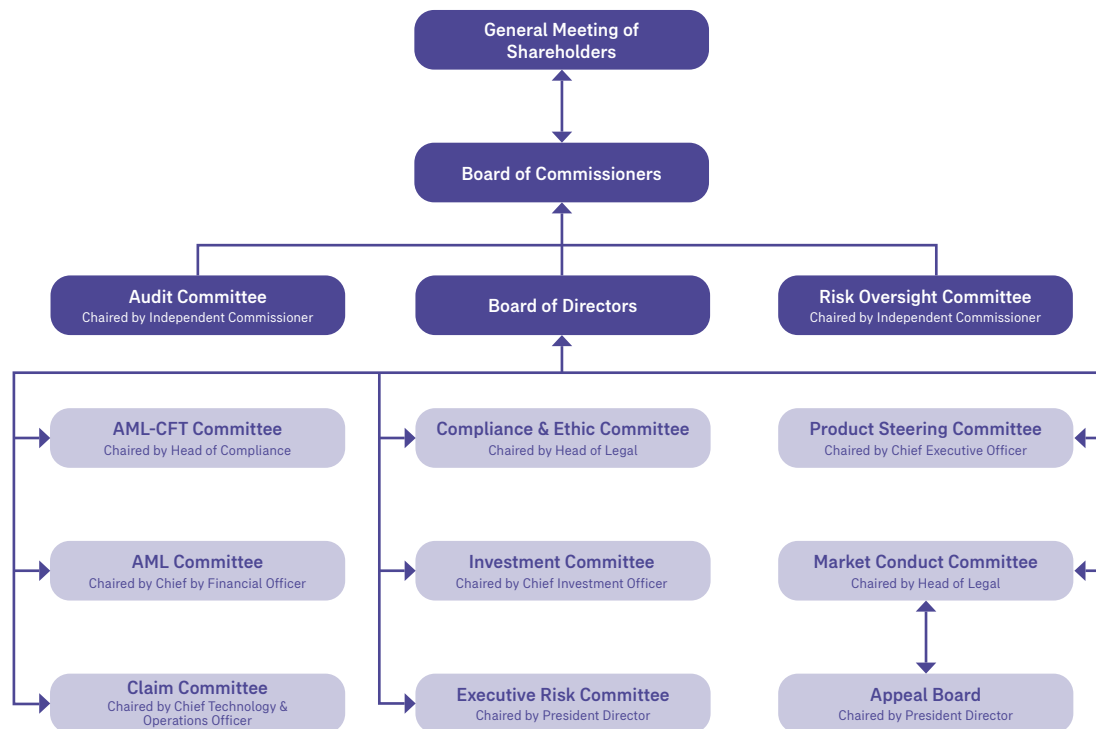 General Meeting of
Shareholders
Board of Commissioners
Audit Committee
Chaired by Independent Commissioner
Board of Directors
Risk Oversight Committee
Chaired by Independent Commissioner
AML-CFT Committee
Chaired by Head of Compliance
Compliance & Ethic Committee
Chaired by Head of Legal
Product Steering Committee
Chaired by Chief Executive Officer
AML Committee
Chaired by Chief by Financial Officer
Investment Committee
Chaired by Chief Investment Officer
Market Conduct Committee
Chaired by Head of Legal
Claim Committee
Chaired by Chief Technology &
Operations Officer
Executive Risk Committee
Chaired by President Director
Appeal Board
Chaired by President Director